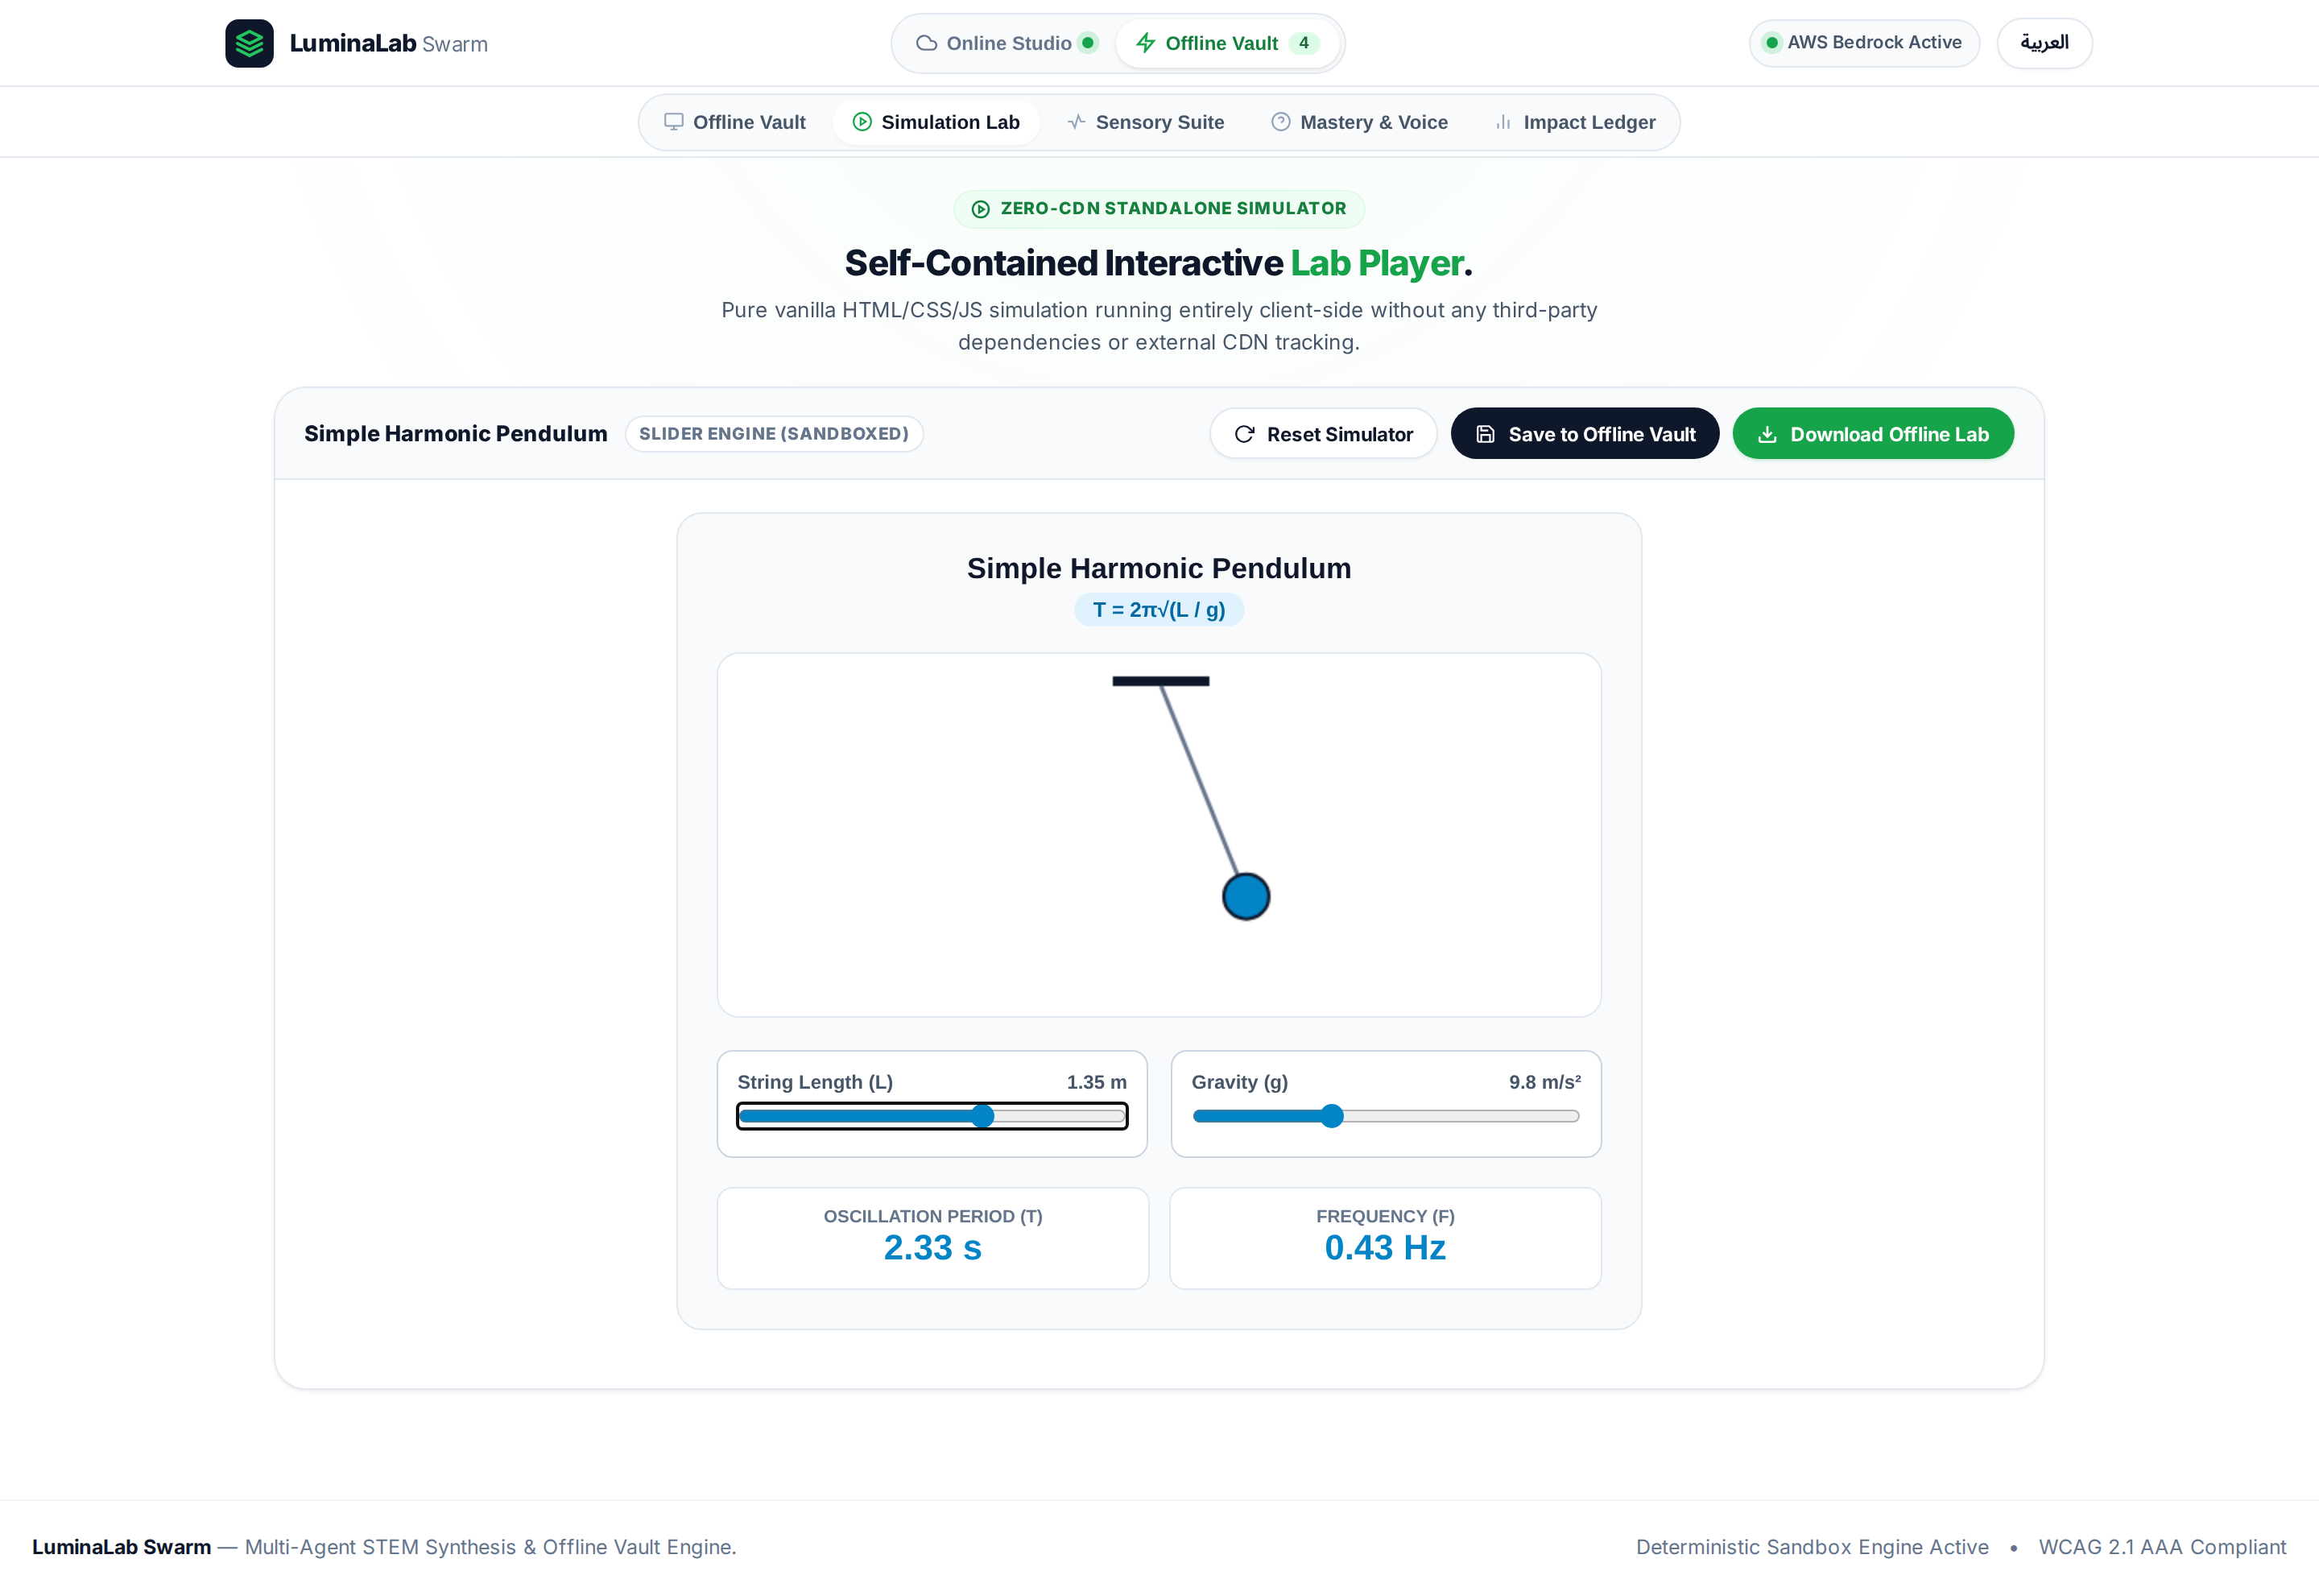 LuminaLab Swarm
Online Studio
Offline Vault 4
AWS Bedrock Active
العربية
Offline Vault
Simulation Lab
Sensory Suite
Mastery & Voice
Impact Ledger
ZERO-CDN STANDALONE SIMULATOR
Self-Contained Interactive Lab Player.
Pure vanilla HTML/CSS/JS simulation running entirely client-side without any third-party
dependencies or external CDN tracking.
Simple Harmonic Pendulum
SLIDER ENGINE (SANDBOXED)
Reset Simulator
Save to Offline Vault
Download Offline Lab
Simple Harmonic Pendulum
T = 2π√(L / g)
String Length (L) 1.35 m
Gravity (g) 9.8 m/s²
OSCILLATION PERIOD (T)
2.33 s
FREQUENCY (F)
0.43 Hz
LuminaLab Swarm — Multi-Agent STEM Synthesis & Offline Vault Engine.
Deterministic Sandbox Engine Active • WCAG 2.1 AAA Compliant